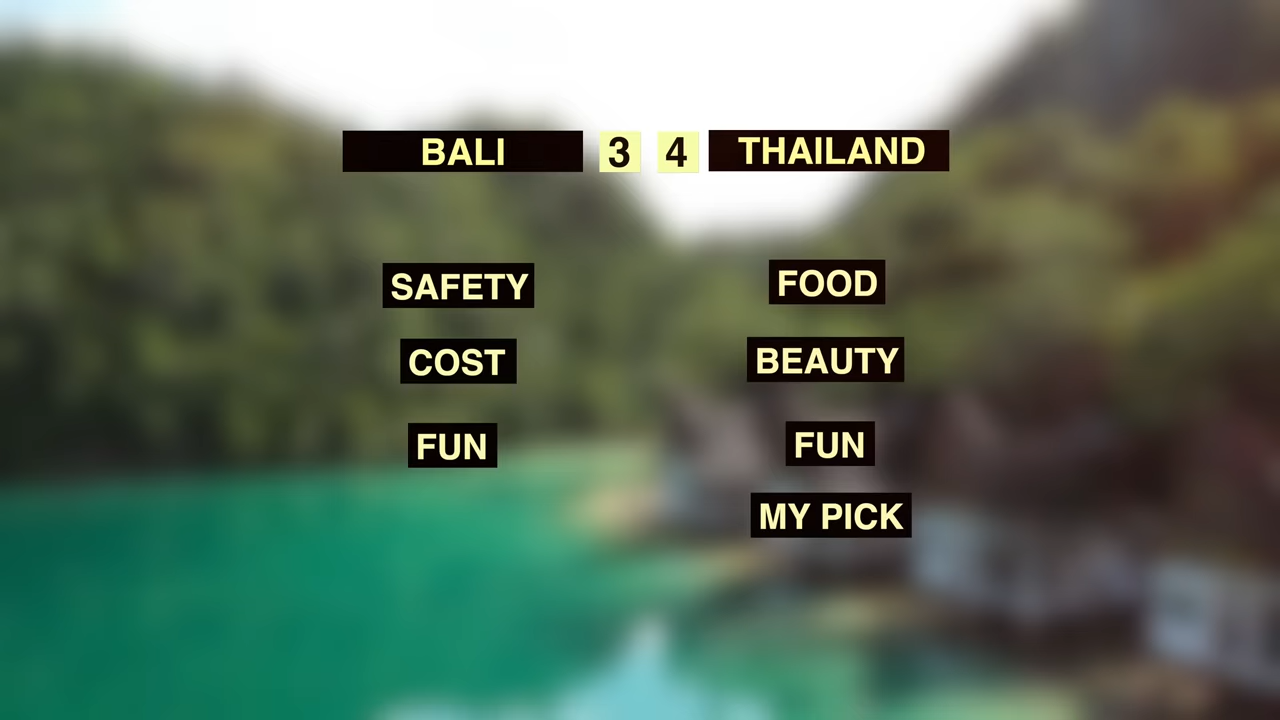 BALI 3 4 THAILAND
SAFETY FOOD
COST BEAUTY
FUN FUN
MY PICK